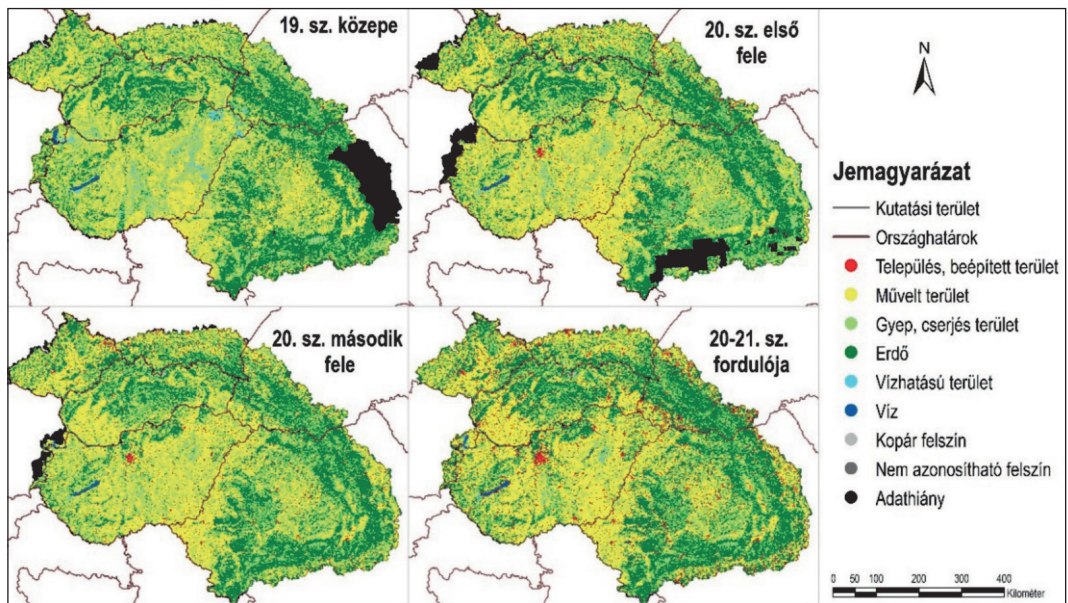 19. sz. közepe
20. sz. első
fele
20. sz. második
fele
20-21. sz.
fordulója
N
Jemagyarázat
Kutatási terület
Országhatárok
Település, beépített terület
Művelt terület
Gyep, cserjés terület
Erdő
Vízhatású terület
Víz
Kopár felszín
Nem azonosítható felszín
Adathiány
0 50 100 200 300 400
Kilométer